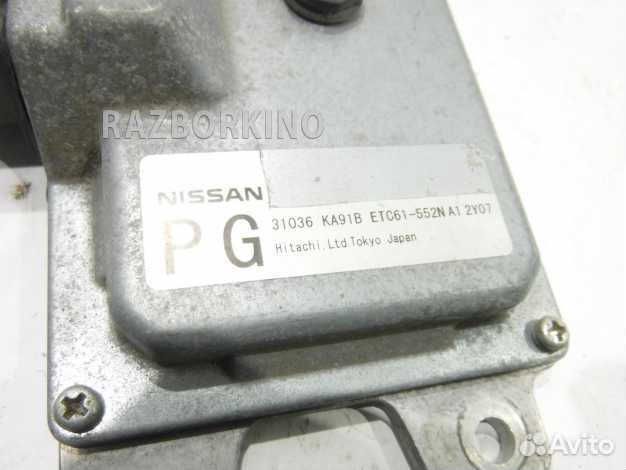 RAZBORKINO
NISSAN
PG 31036 KA91B ETC61-552N A1 2Y07
Hitachi.Ltd Tokyo Japan
Avito